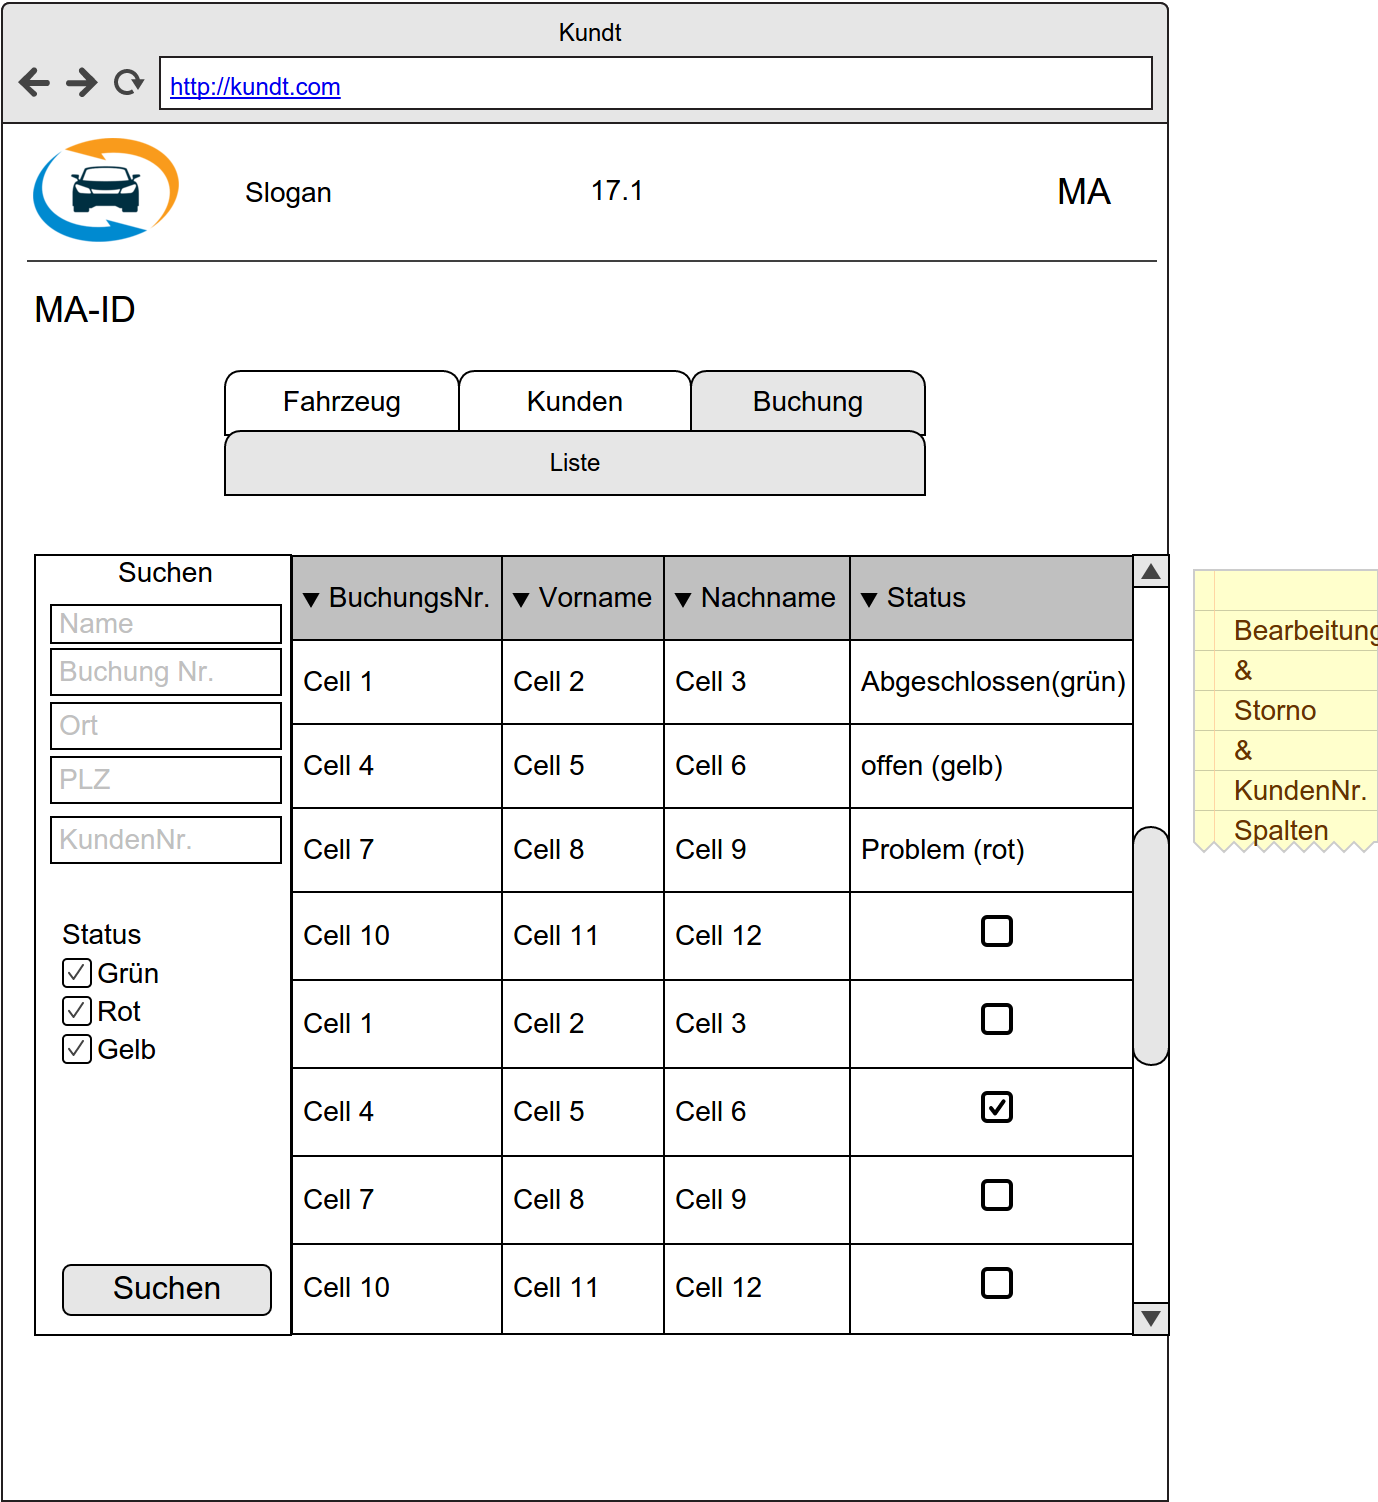 Kundt
http://kundt.com
Slogan
17.1
MA
MA-ID
Fahrzeug Kunden Buchung
Liste
Suchen
Name
Buchung Nr.
Ort
PLZ
KundenNr.
Status
Grün
Rot
Gelb
Suchen
BuchungsNr. Vorname Nachname Status
Cell 1 Cell 2 Cell 3 Abgeschlossen(grün)
Cell 4 Cell 5 Cell 6 offen (gelb)
Cell 7 Cell 8 Cell 9 Problem (rot)
Cell 10 Cell 11 Cell 12
Cell 1 Cell 2 Cell 3
Cell 4 Cell 5 Cell 6
Cell 7 Cell 8 Cell 9
Cell 10 Cell 11 Cell 12
Bearbeitung
&
Storno
&
KundenNr.
Spalten